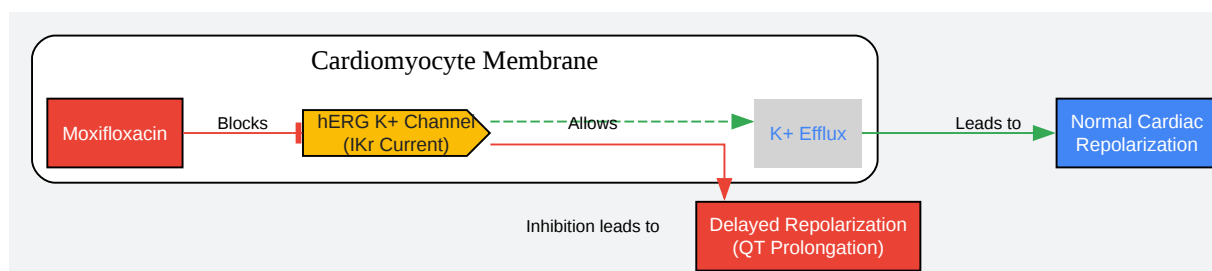 Cardiomyocyte Membrane
Moxifloxacin
Blocks
hERG K+ Channel
(IKr Current)
Allows
K+ Efflux
Leads to
Normal Cardiac
Repolarization
Inhibition leads to
Delayed Repolarization
(QT Prolongation)